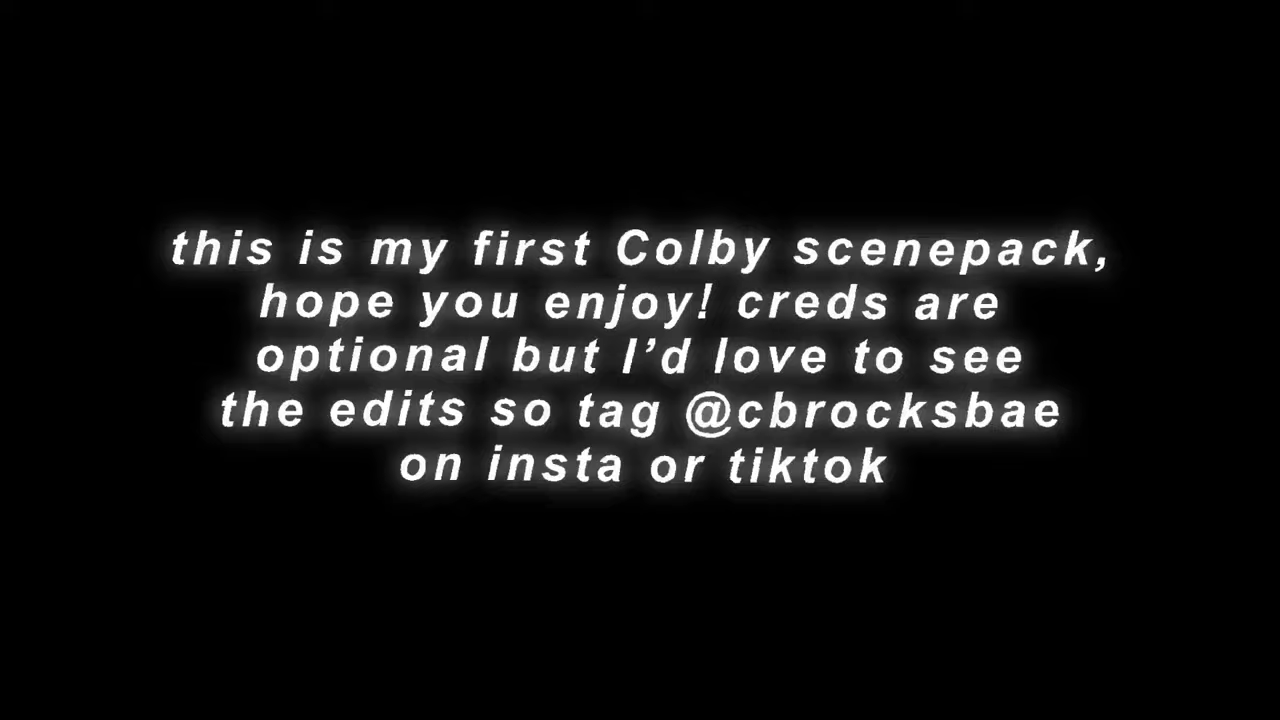 this is my first Colby scenepack,
hope you enjoy! creds are
optional but I’d love to see
the edits so tag @cbrocksbae
on insta or tiktok